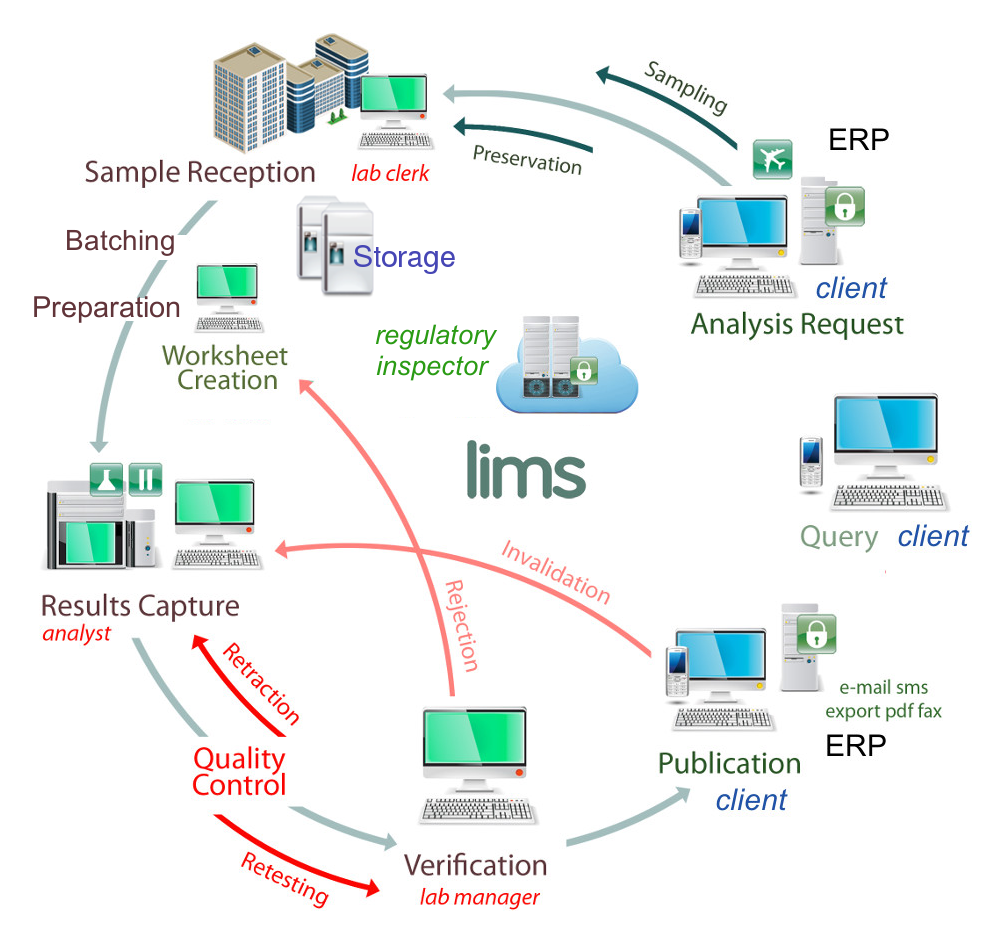 Sampling
ERP
Preservation
Sample Reception
lab clerk
Batching
Storage
client
Preparation
Analysis Request
regulatory
inspector
Worksheet
Creation
lims
Query client
Invalidation
Rejection
Results Capture
analyst
Retraction
e-mail sms
export pdf fax
ERP
Quality
Control
Publication
client
Retesting
Verification
lab manager